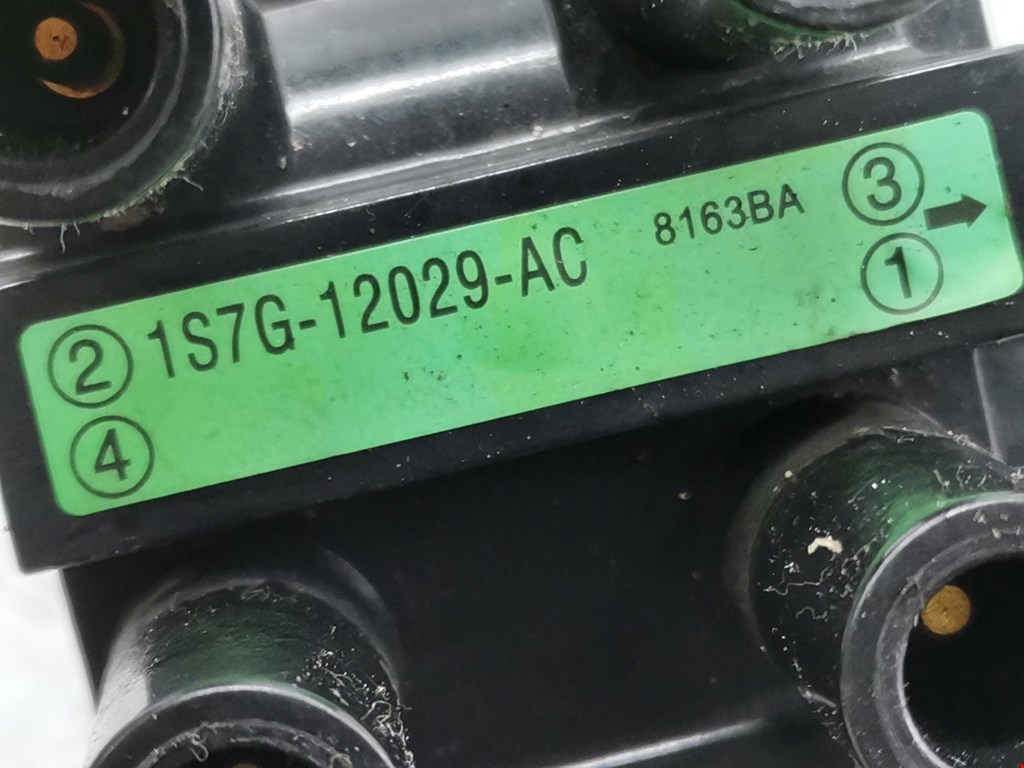 ② 1S7G-12029-AC 8163BA ③ →
④ ①